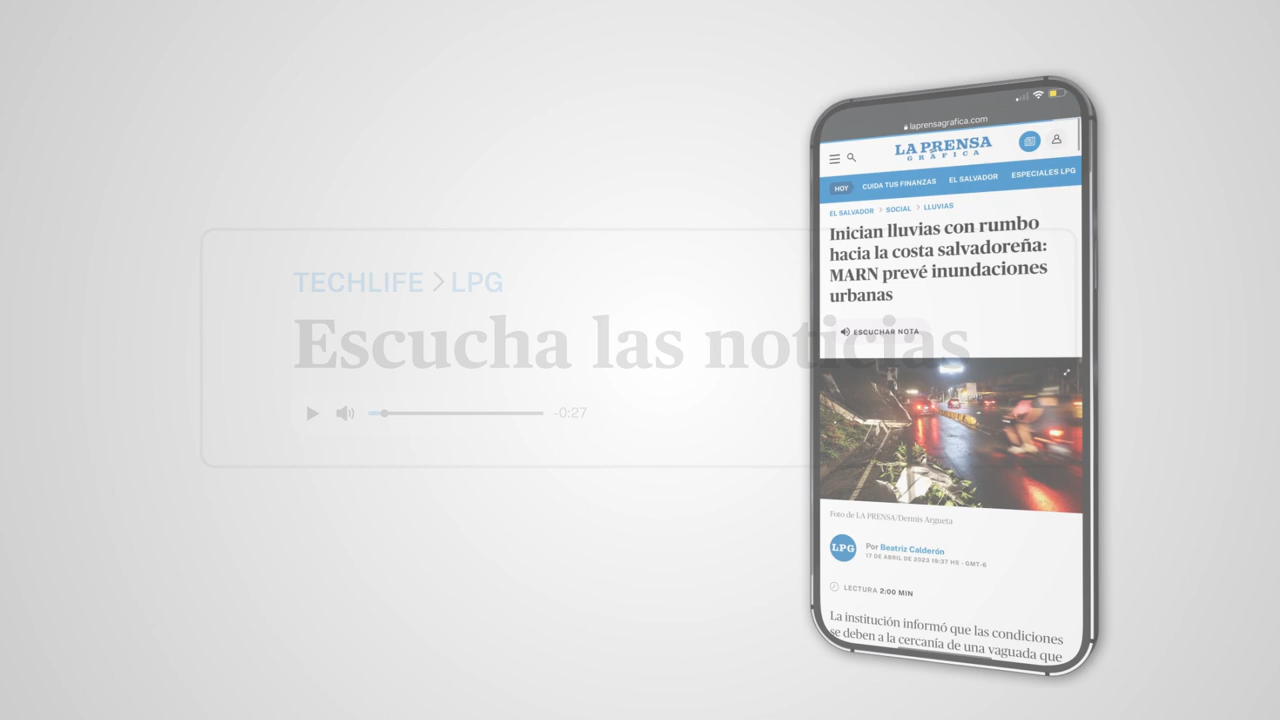 laprensagrafica.com
LA PRENSA
GRÁFICA
HOY CUIDA TUS FINANZAS EL SALVADOR ESPECIALES LPG
EL SALVADOR > SOCIAL > LLUVIAS
Inician lluvias con rumbo
hacia la costa salvadoreña:
MARN prevé inundaciones
urbanas
ESCUCHAR NOTA
Foto de LA PRENSA/Dennis Argueta
LPG
Por Beatriz Calderón
17 DE ABRIL DE 2023 19:37 HS - GMT-6
LECTURA 2:00 MIN
La institución informó que las condiciones
se deben a la cercanía de una vaguada que
TECHLIFE > LPG
Escucha las noticias
-0:27